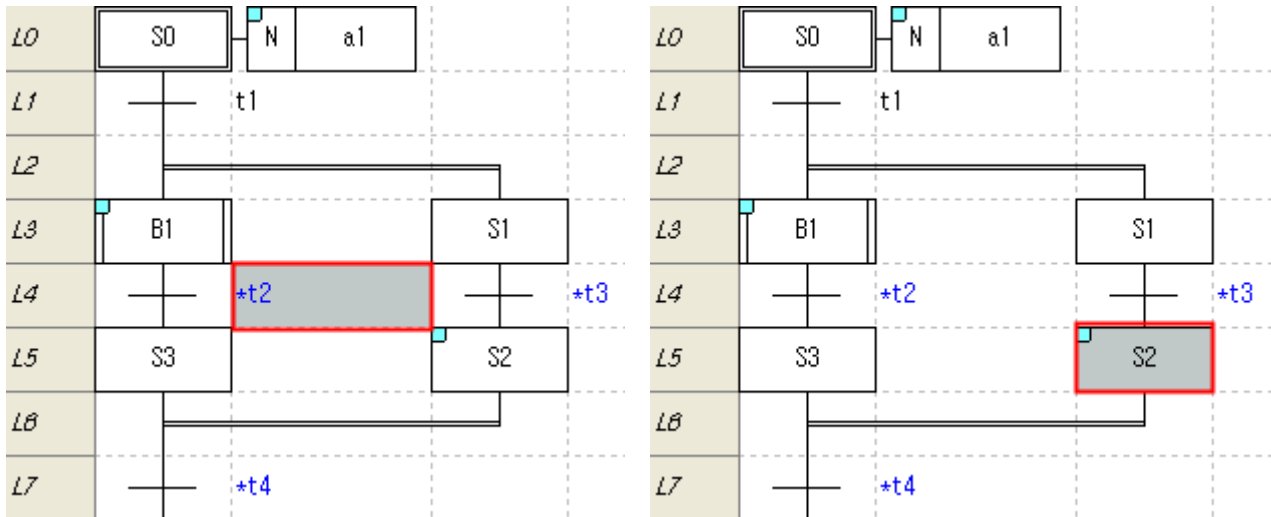 L0 S0 N a1
L1 t1
L2
L3 B1 S1
L4 *t2 *t3
L5 S3 S2
L6
L7 *t4
L0 S0 N a1
L1 t1
L2
L3 B1 S1
L4 *t2 *t3
L5 S3 S2
L6
L7 *t4